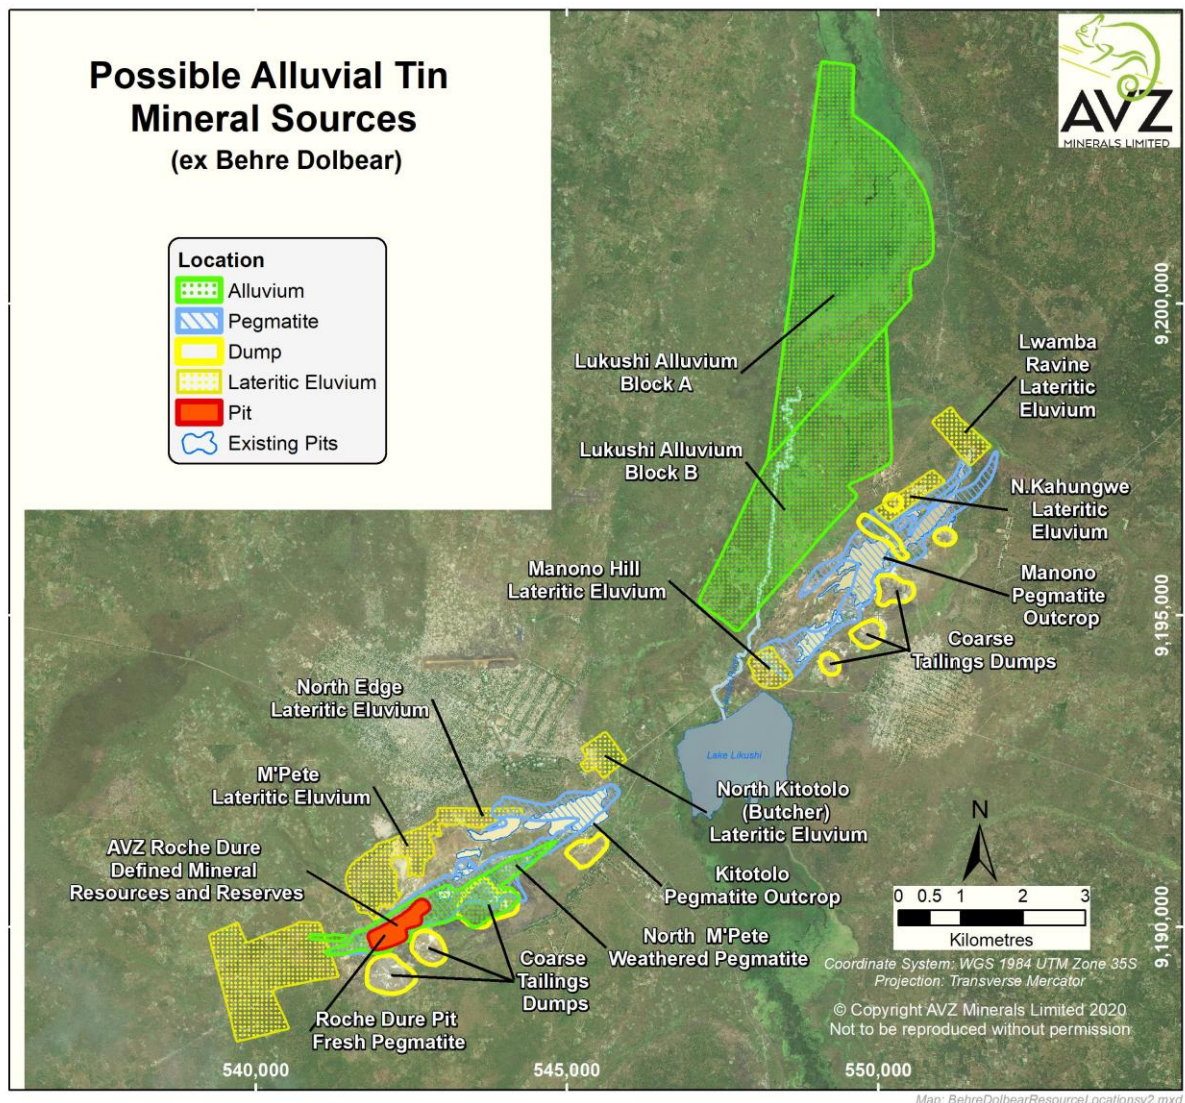 Possible Alluvial Tin
Mineral Sources
(ex Behre Dolbear)
AVZ
MINERALS LIMITED
Location
Alluvium
Pegmatite
Dump
Lateritic Eluvium
Pit
Existing Pits
Lukushi Alluvium
Block A
Lwamba
Ravine
Lateritic
Eluvium
Lukushi Alluvium
Block B
N.Kahungwe
Lateritic
Eluvium
Manono Hill
Lateritic Eluvium
Manono
Pegmatite
Outcrop
Coarse
Tailings Dumps
North Edge
Lateritic Eluvium
Lake Likushi
M'Pete
Lateritic Eluvium
North Kitotolo
(Butcher)
Lateritic Eluvium
AVZ Roche Dure
Defined Mineral
Resources and Reserves
Kitotolo
Pegmatite Outcrop
North M'Pete
Weathered Pegmatite
Coarse
Tailings
Dumps
Roche Dure Pit
Fresh Pegmatite
N
0 0.5 1 2 3
Kilometres
Coordinate System: WGS 1984 UTM Zone 35S
Projection: Transverse Mercator
© Copyright AVZ Minerals Limited 2020
Not to be reproduced without permission
9,200,000
9,195,000
9,190,000
540,000
545,000
550,000
Map: BehreDolbearResourceLocationsv2.mxd